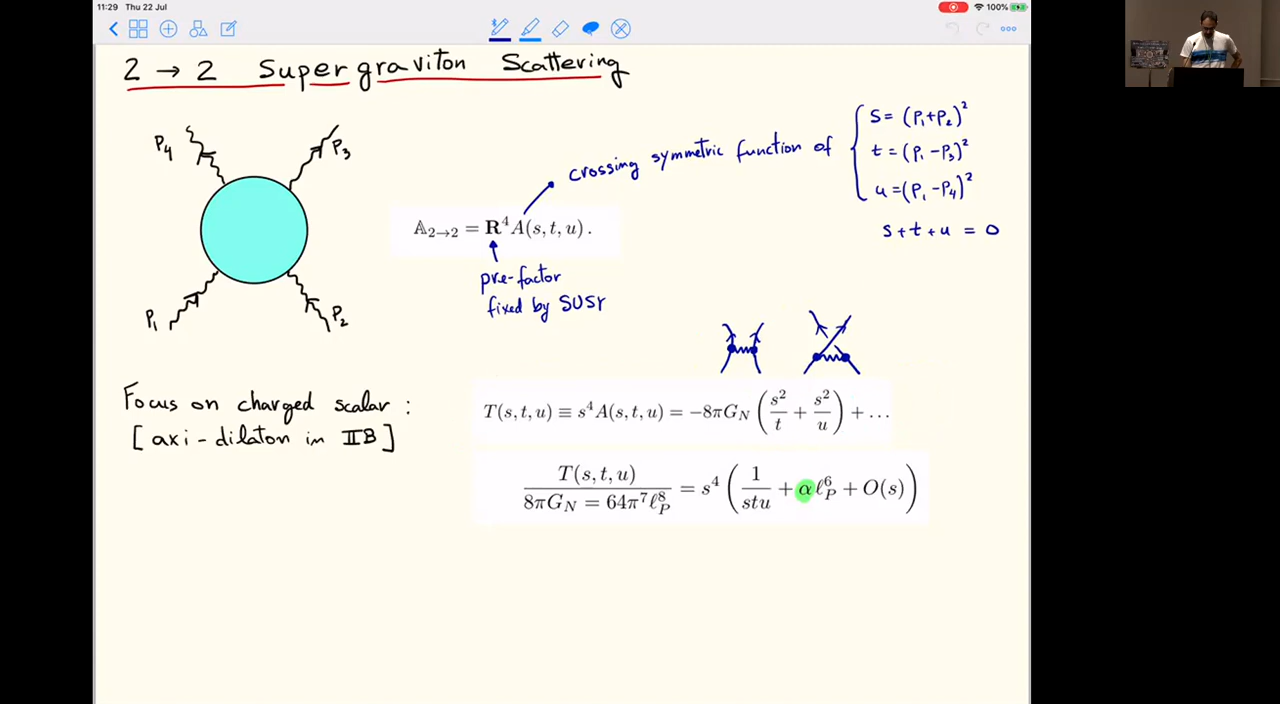 11:29 Thu 22 Jul
100%
2 → 2 Supergraviton Scattering
P4
P3
P1
P2
crossing symmetric function of
s = (p₁+p₂)²
t = (p₁-p₃)²
u = (p₁-p₄)²
s+t+u = 0
𝔸₂→₂ = R⁴A(s, t, u).
pre-factor
fixed by SUSY
Focus on charged scalar :
[axi-dilaton in IIB]
T(s, t, u) ≡ s⁴A(s, t, u) = −8πG_N (s²/t + s²/u) + …
T(s, t, u) / (8πG_N = 64π⁷ℓ_P⁸) = s⁴ (1/stu + αℓ_P⁶ + O(s))